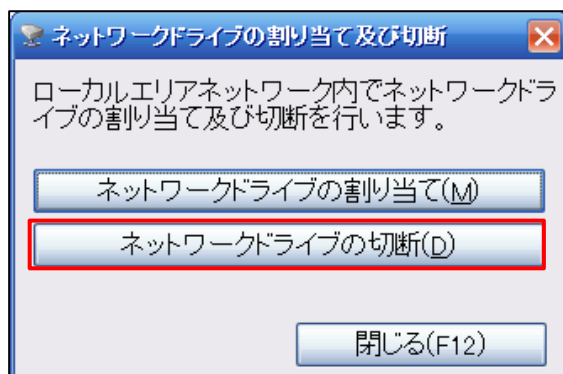 ネットワークドライブの割り当て及び切断
ローカルエリアネットワーク内でネットワークドラ
イブの割り当て及び切断を行います。
ネットワークドライブの割り当て(M)
ネットワークドライブの切断(D)
閉じる(F12)